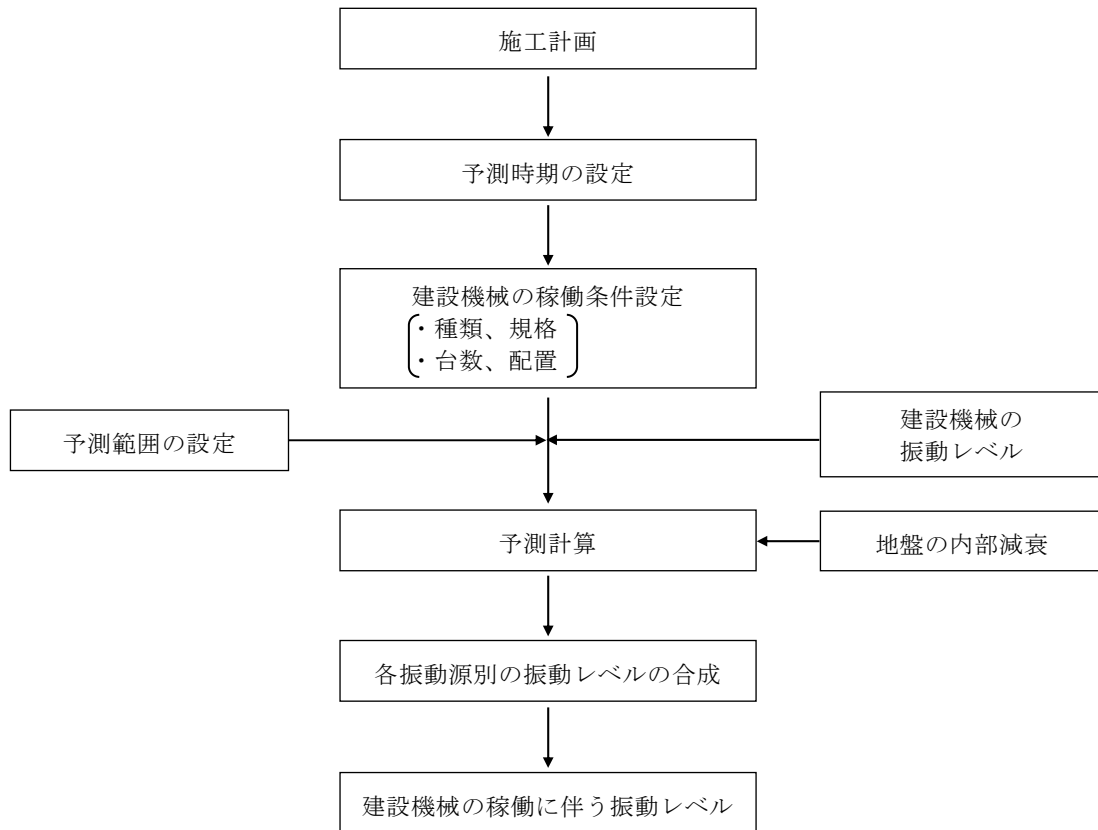 施工計画
予測時期の設定
建設機械の稼働条件設定
・種類、規格
・台数、配置
予測範囲の設定
建設機械の
振動レベル
予測計算
地盤の内部減衰
各振動源別の振動レベルの合成
建設機械の稼働に伴う振動レベル